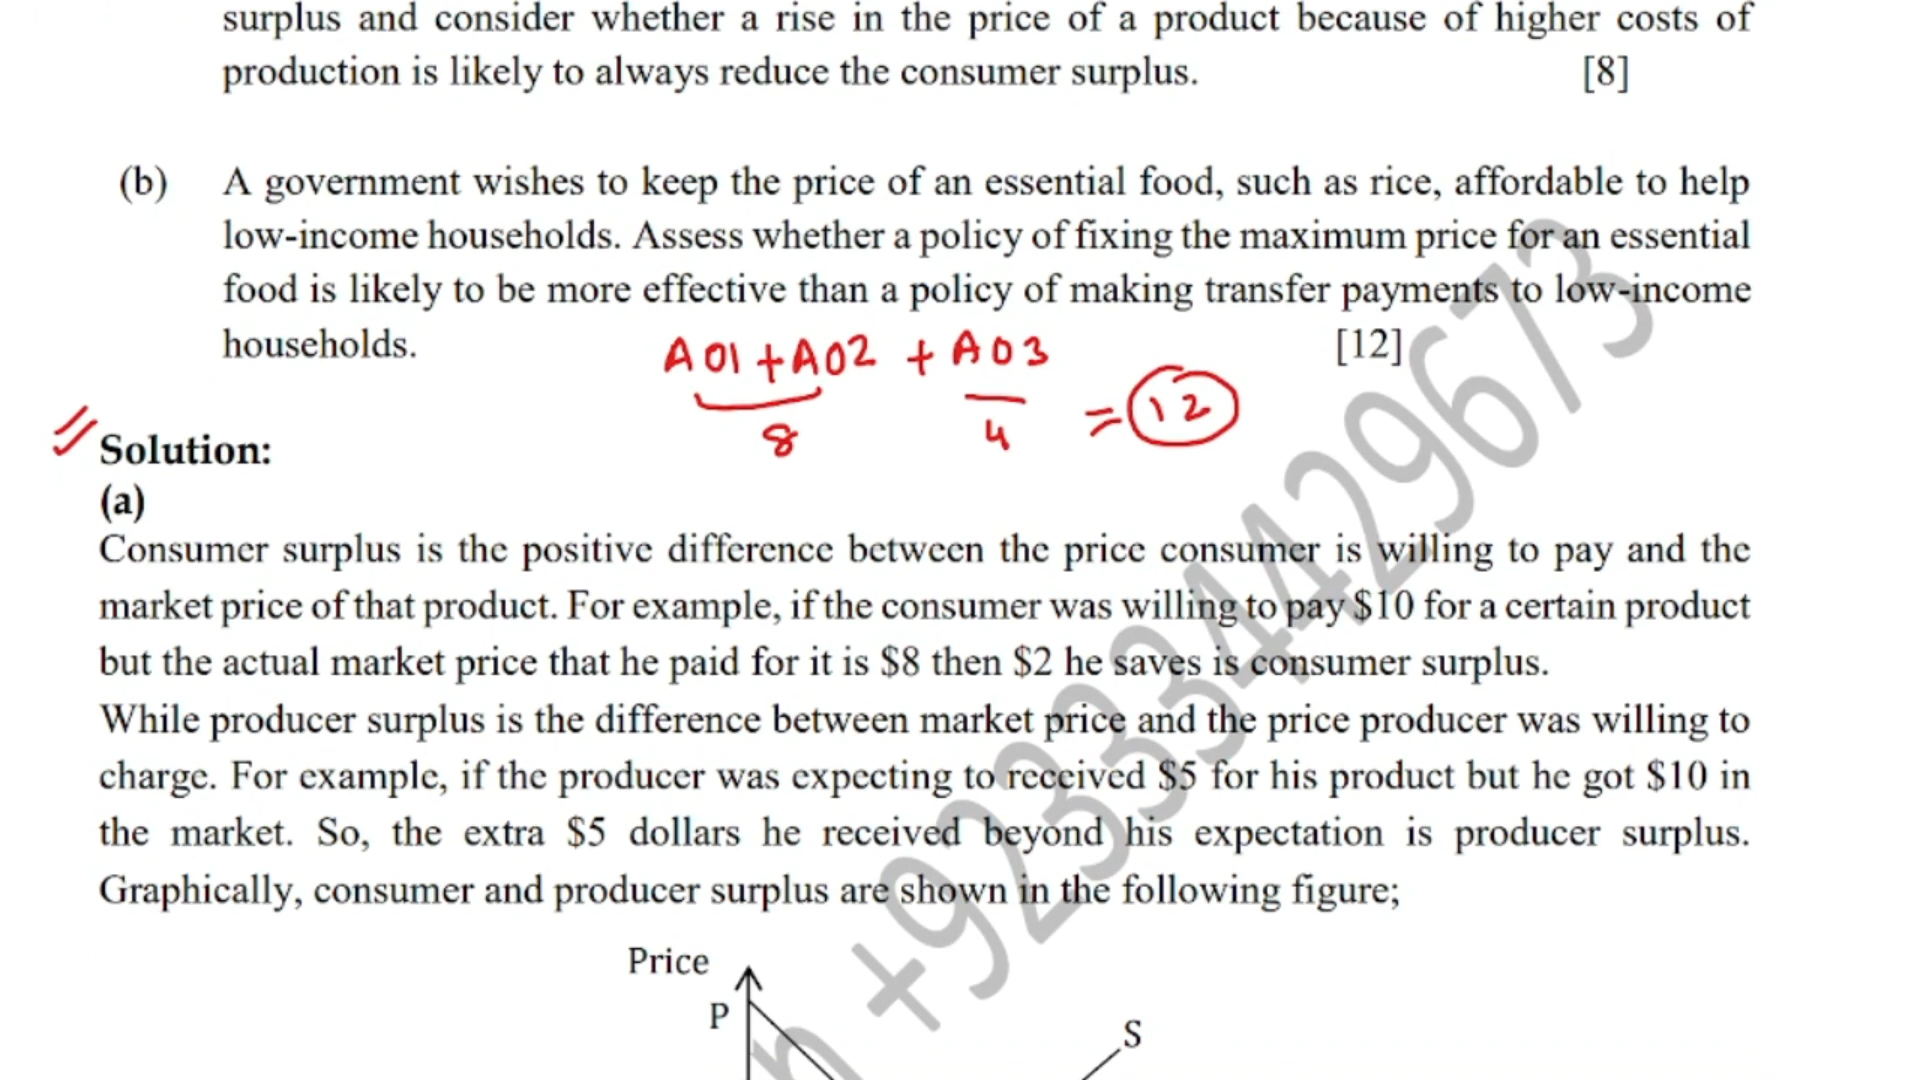 surplus and consider whether a rise in the price of a product because of higher costs of
production is likely to always reduce the consumer surplus. [8]
(b) A government wishes to keep the price of an essential food, such as rice, affordable to help
low-income households. Assess whether a policy of fixing the maximum price for an essential
food is likely to be more effective than a policy of making transfer payments to low-income
households. [12]
A01 + A02 + A03
8 4 = 12
Solution:
(a)
Consumer surplus is the positive difference between the price consumer is willing to pay and the
market price of that product. For example, if the consumer was willing to pay $10 for a certain product
but the actual market price that he paid for it is $8 then $2 he saves is consumer surplus.
While producer surplus is the difference between market price and the price producer was willing to
charge. For example, if the producer was expecting to received $5 for his product but he got $10 in
the market. So, the extra $5 dollars he received beyond his expectation is producer surplus.
Graphically, consumer and producer surplus are shown in the following figure;
Price
P
S
+923334429673